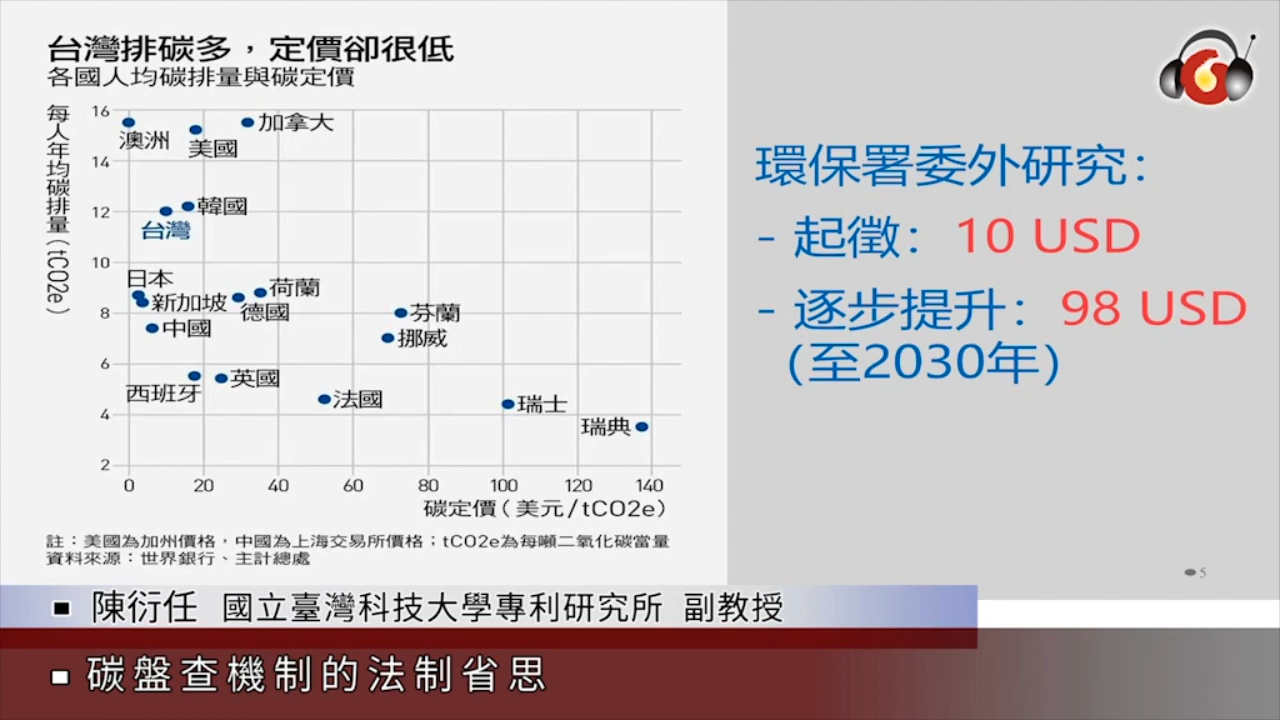 台灣排碳多，定價卻很低
各國人均碳排量與碳定價
每人年均碳排量（tCO2e）
16
14
12
10
8
6
4
2
澳洲
美國
加拿大
韓國
台灣
日本
新加坡
中國
荷蘭
德國
芬蘭
挪威
西班牙
英國
法國
瑞士
瑞典
0 20 40 60 80 100 120 140
碳定價（美元/tCO2e）
註：美國為加州價格，中國為上海交易所價格；tCO2e為每噸二氧化碳當量
資料來源：世界銀行、主計總處
環保署委外研究：
- 起徵：10 USD
- 逐步提升：98 USD
（至2030年）
5
陳衍任 國立臺灣科技大學專利研究所 副教授
碳盤查機制的法制省思